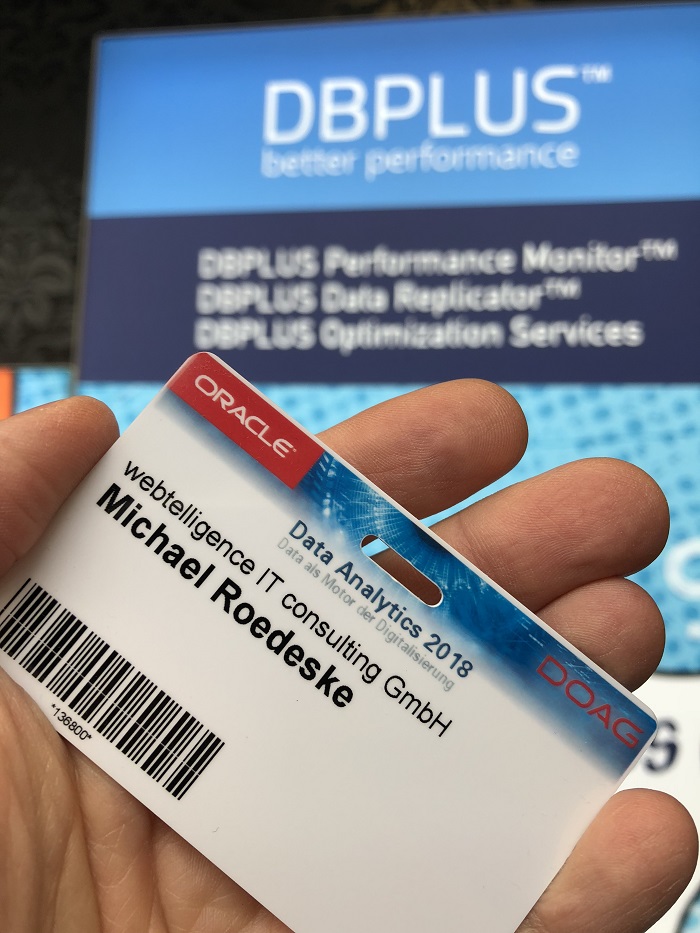 DBPLUS™
better performance
DBPLUS Performance Monitor™
DBPLUS Data Replicator™
DBPLUS Optimization Services
ORACLE®
Data Analytics 2018
Data als Motor der Digitalisierung
webtelligence IT consulting GmbH
Michael Roedeske
*136800*
DOAG